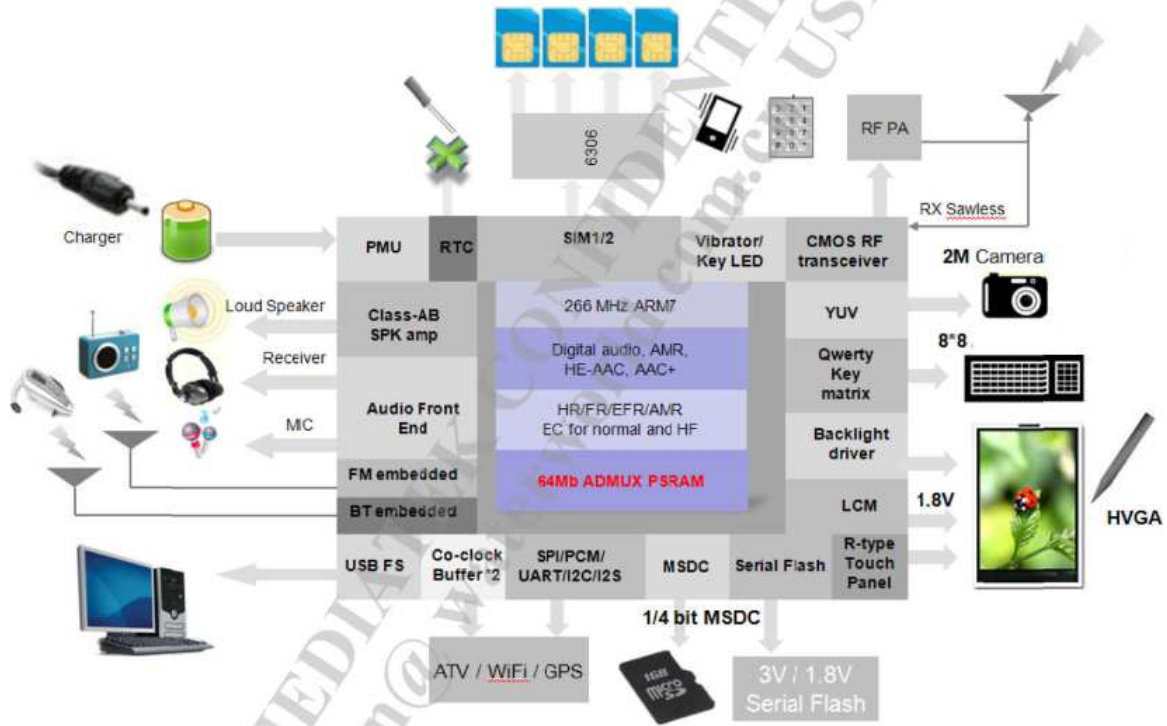 6306
RF PA
RX Sawless
Charger
PMU
RTC
SIM1/2
Vibrator/
Key LED
CMOS RF
transceiver
2M Camera
266 MHz ARM7
Loud Speaker
Class-AB
SPK amp
YUV
Digital audio, AMR,
HE-AAC, AAC+
8*8
Receiver
Qwerty
Key
matrix
Audio Front
End
HR/FR/EFR/AMR
EC for normal and HF
MIC
Backlight
driver
FM embedded
64Mb ADMUX PSRAM
BT embedded
LCM
1.8V
HVGA
USB FS
Co-clock
Buffer*2
SPI/PCM/
UART/I2C/I2S
MSDC
Serial Flash
R-type
Touch
Panel
1/4 bit MSDC
ATV / WiFi / GPS
1GB
micro
3V / 1.8V
Serial Flash
MEDIATEK CONFIDENTI